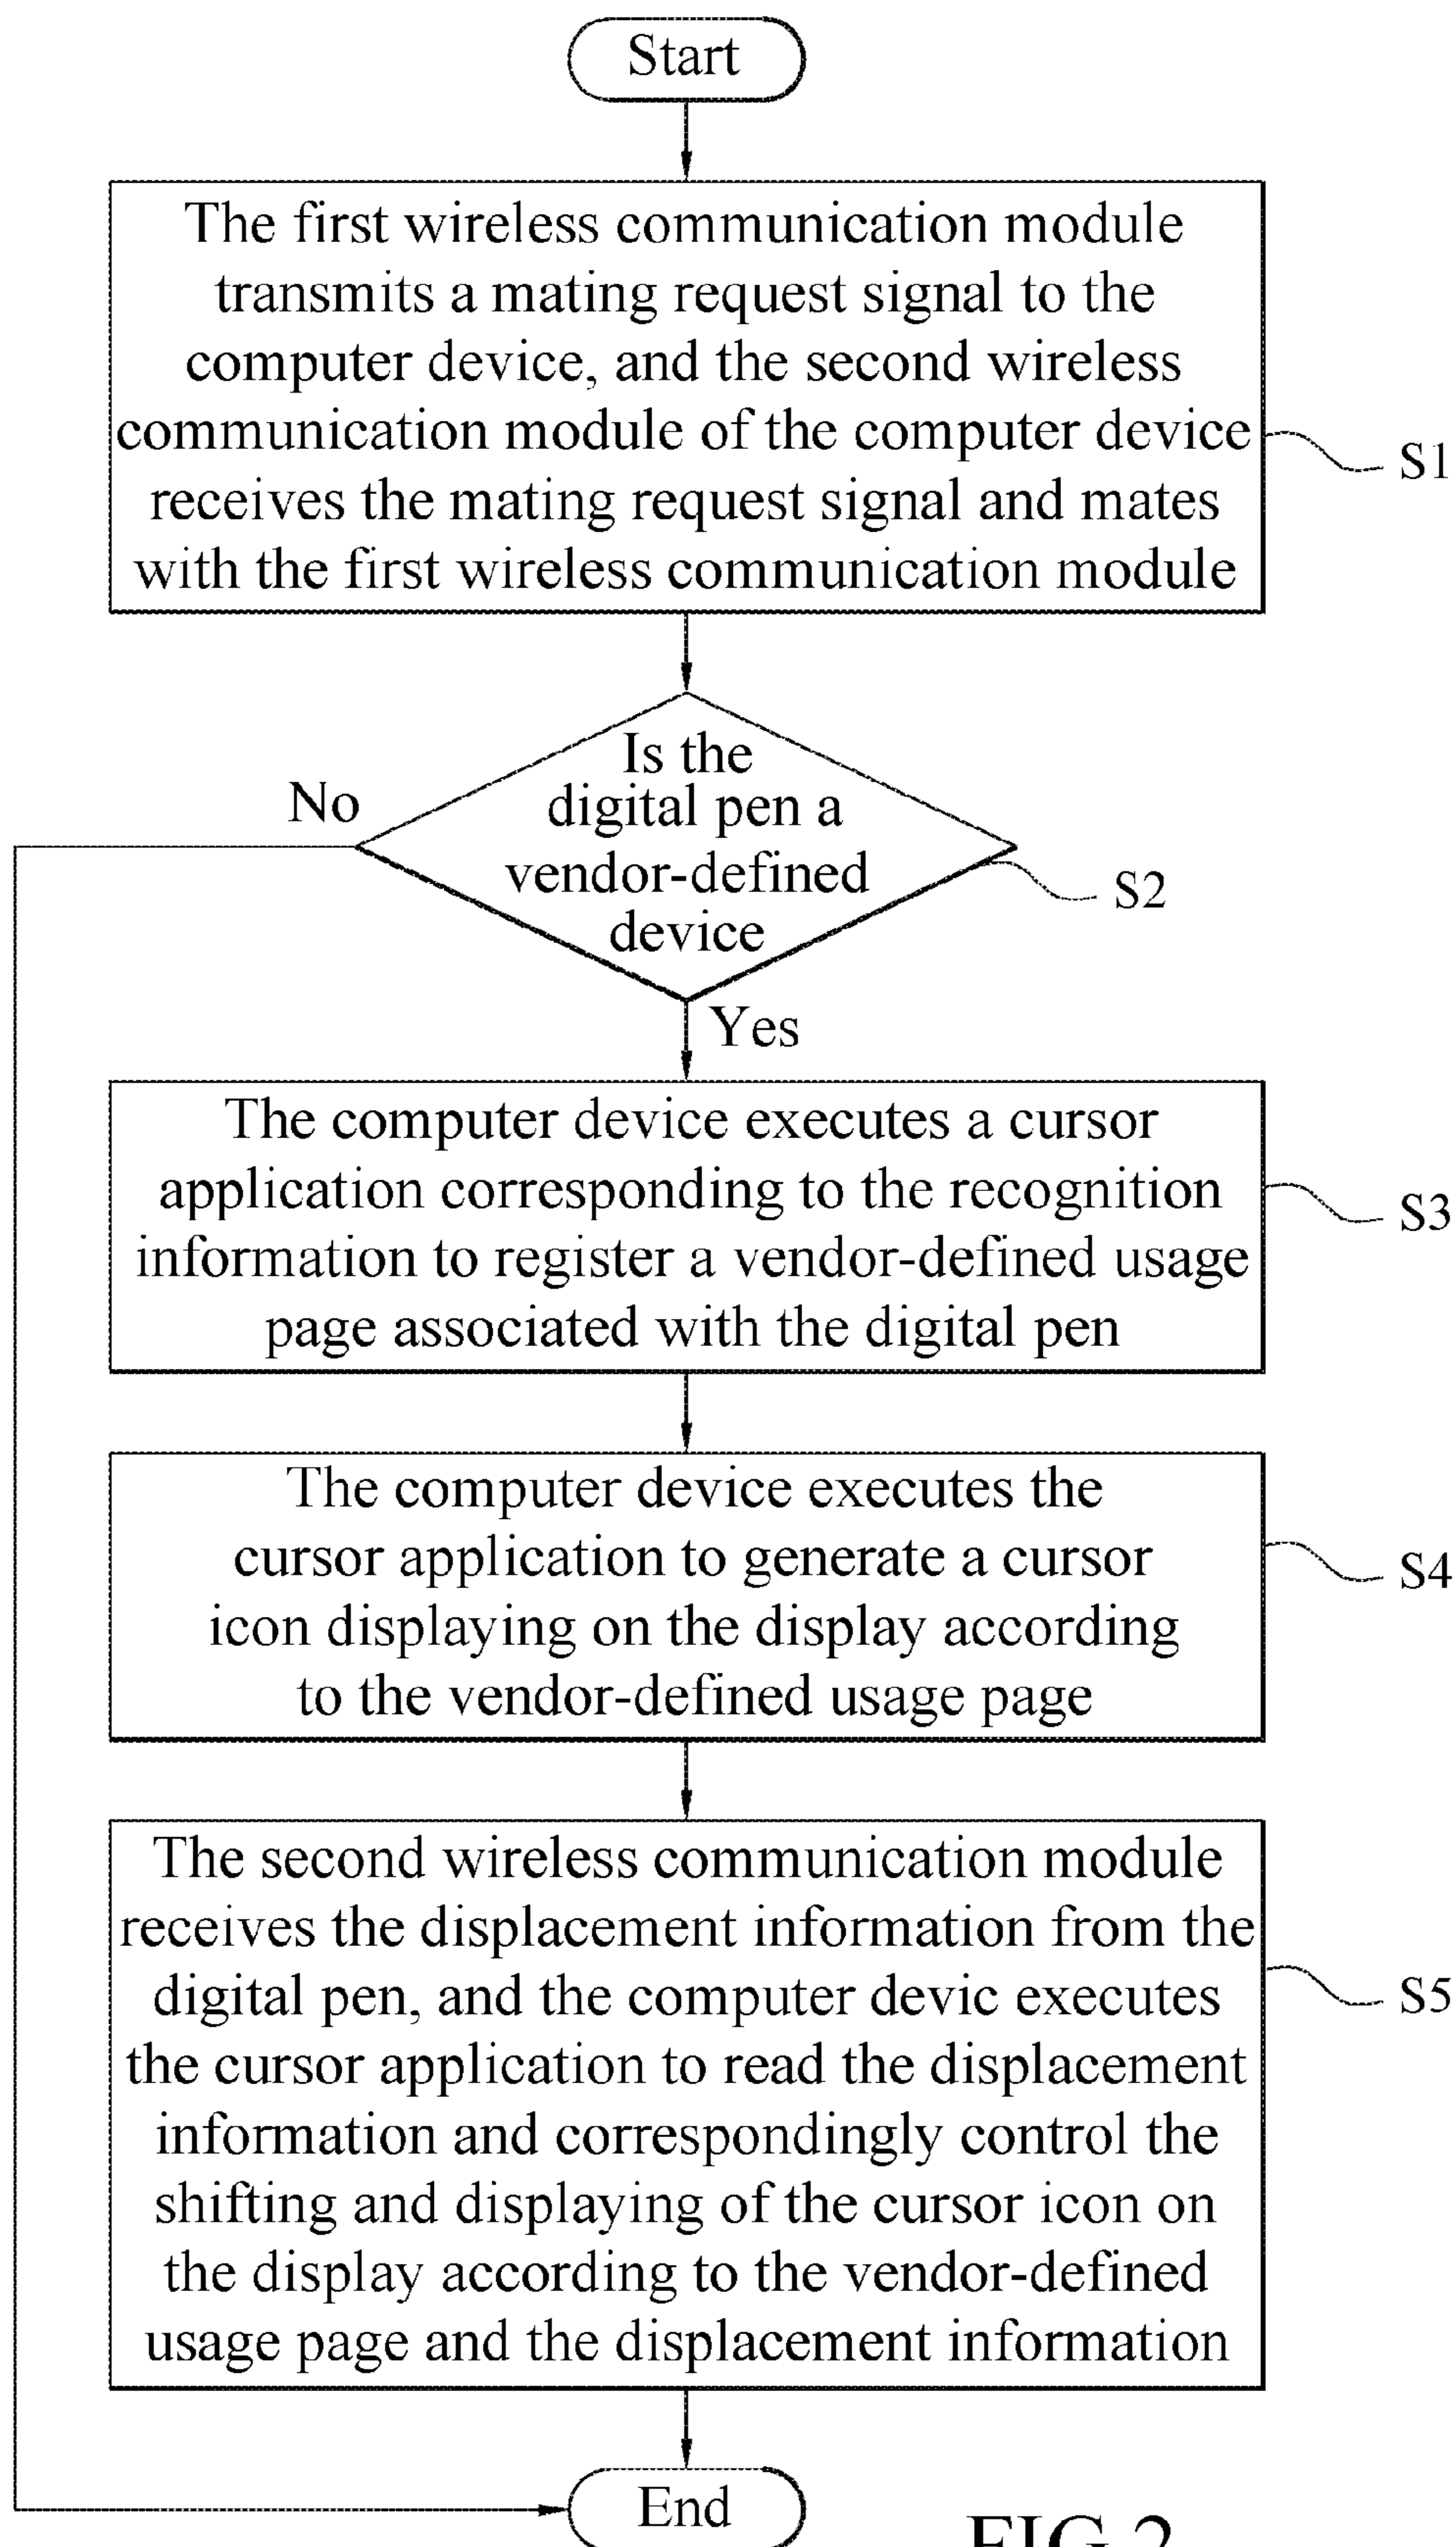 Start
The first wireless communication module
transmits a mating request signal to the
computer device, and the second wireless
communication module of the computer device
receives the mating request signal and mates
with the first wireless communication module
S1
Is the
digital pen a
vendor-defined
device
No
S2
Yes
The computer device executes a cursor
application corresponding to the recognition
information to register a vendor-defined usage
page associated with the digital pen
S3
The computer device executes the
cursor application to generate a cursor
icon displaying on the display according
to the vendor-defined usage page
S4
The second wireless communication module
receives the displacement information from the
digital pen, and the computer devic executes
the cursor application to read the displacement
information and correspondingly control the
shifting and displaying of the cursor icon on
the display according to the vendor-defined
usage page and the displacement information
S5
End
FIG.2